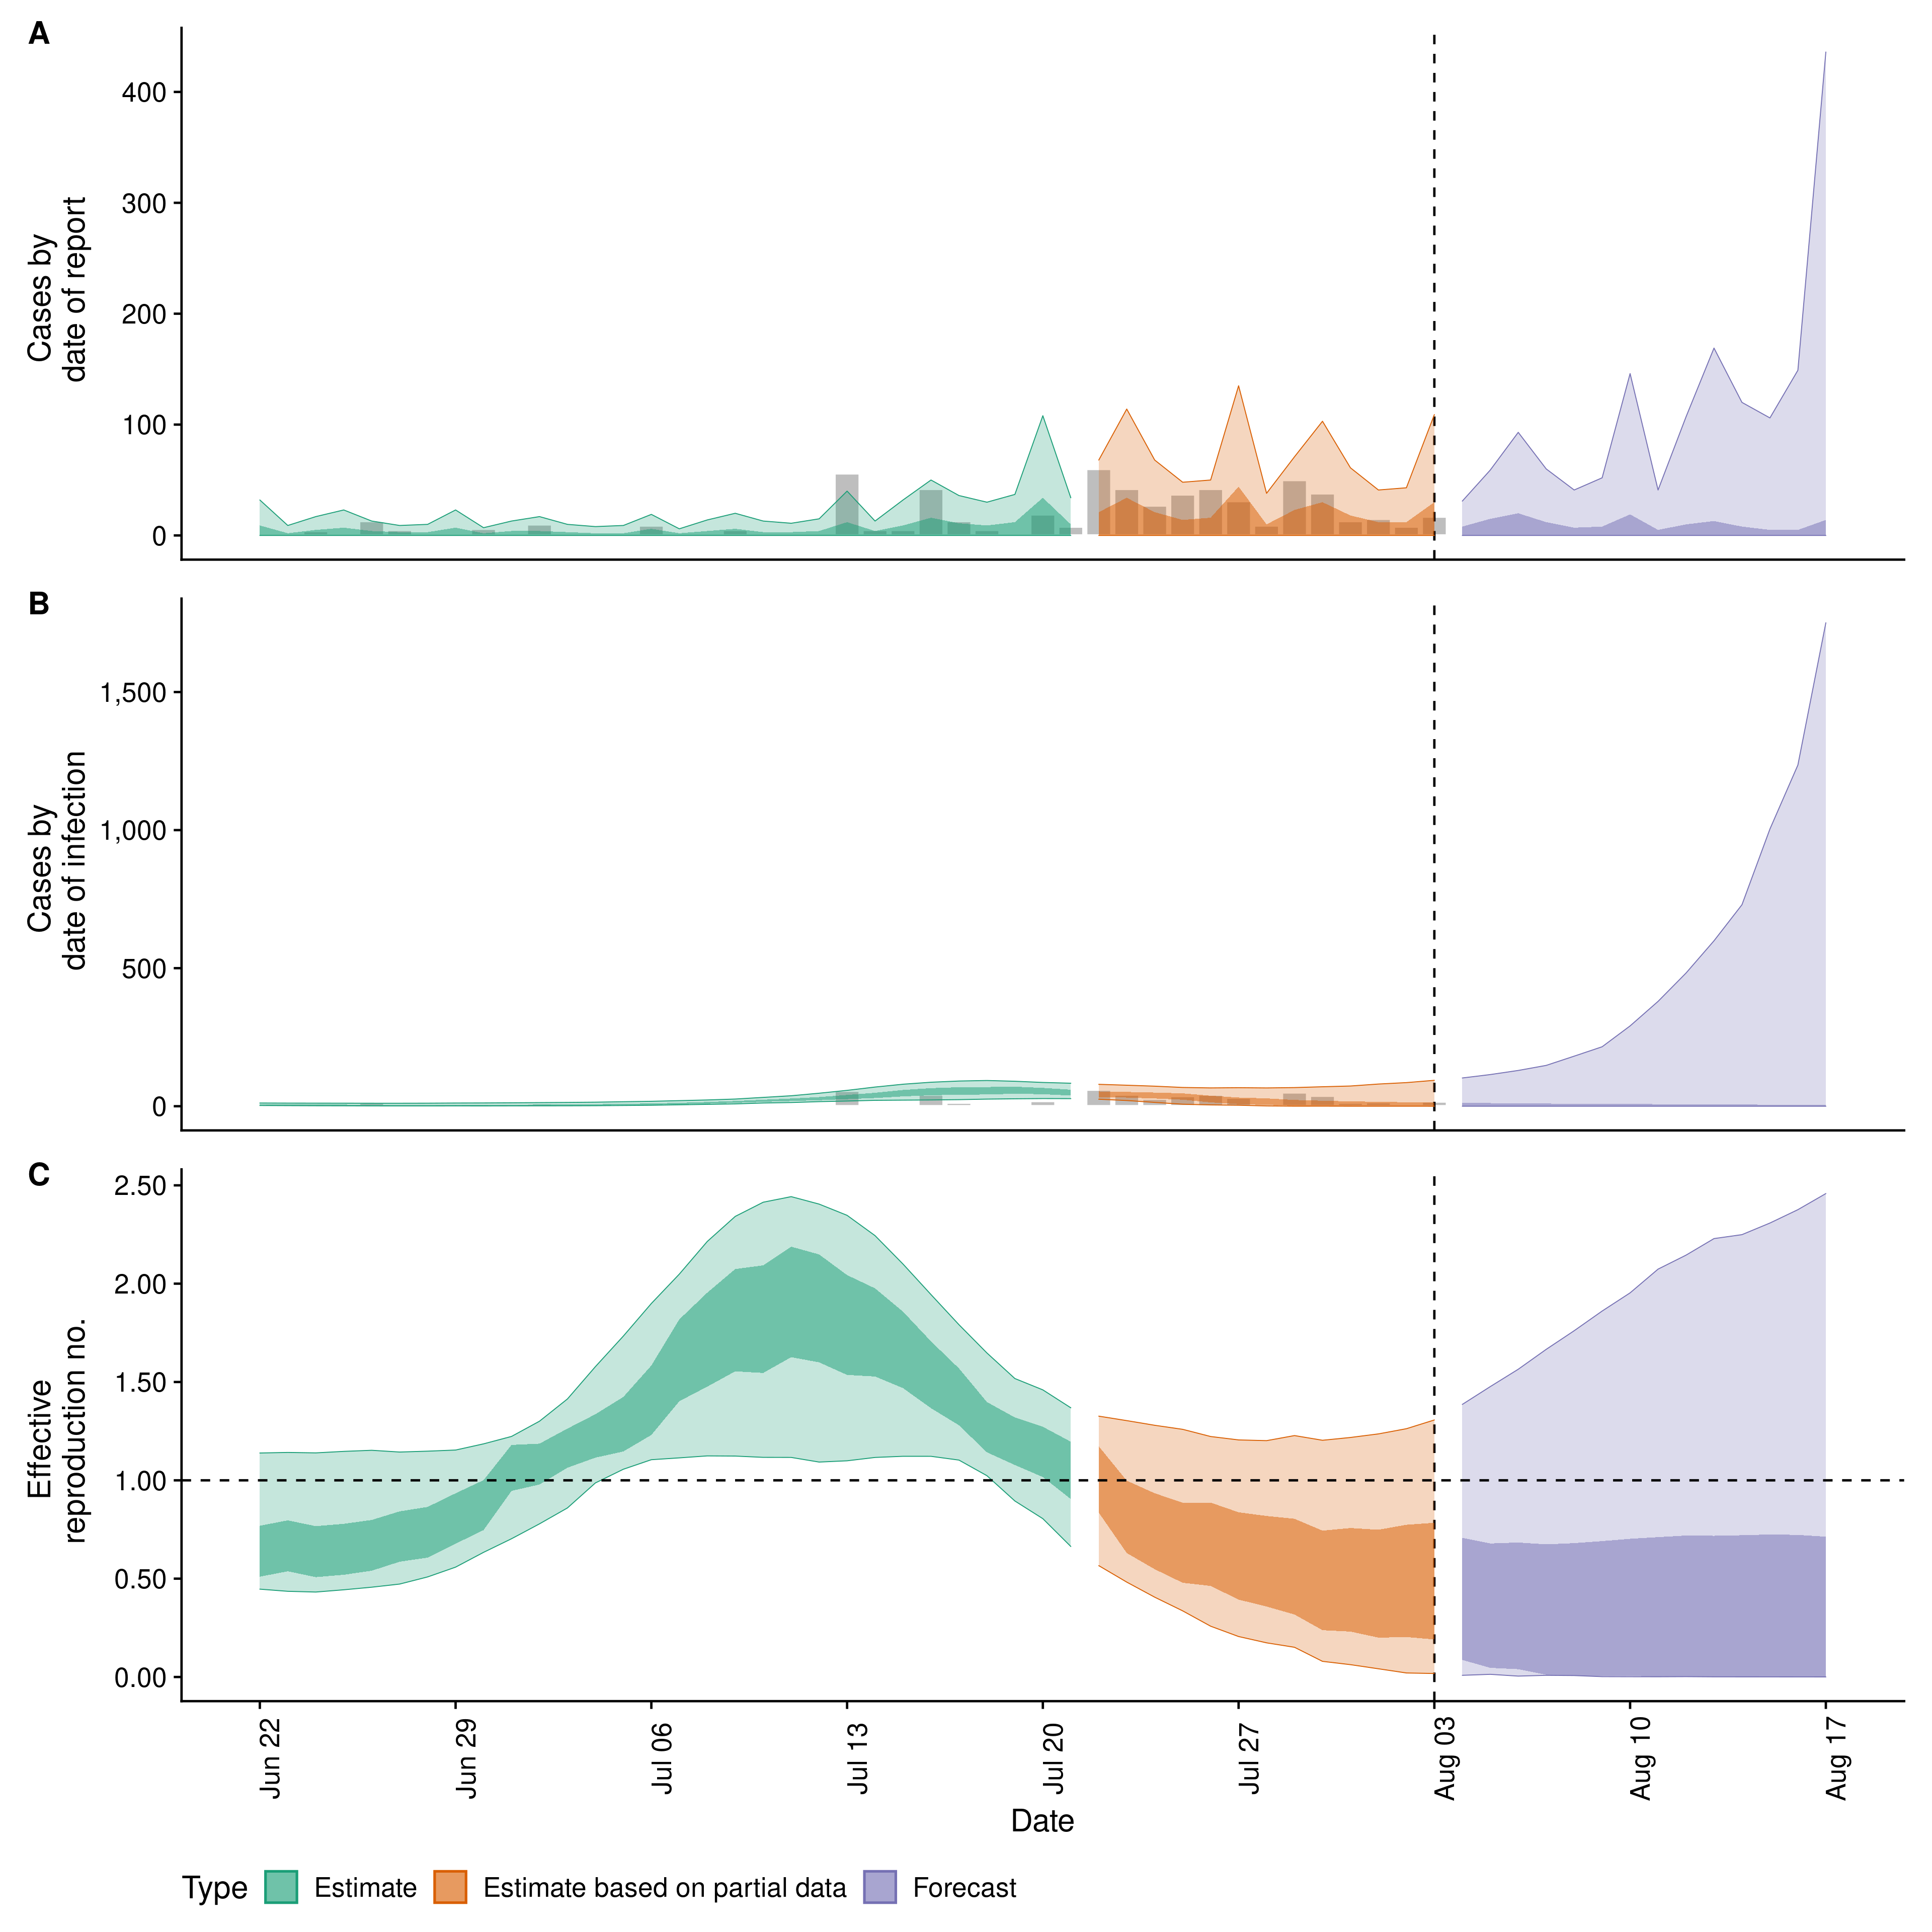 A
Cases by
date of report
400
300
200
100
0
B
Cases by
date of infection
1,500
1,000
500
0
C
Effective
reproduction no.
2.50
2.00
1.50
1.00
0.50
0.00
Jun 22
Jun 29
Jul 06
Jul 13
Jul 20
Jul 27
Aug 03
Aug 10
Aug 17
Date
Type Estimate Estimate based on partial data Forecast